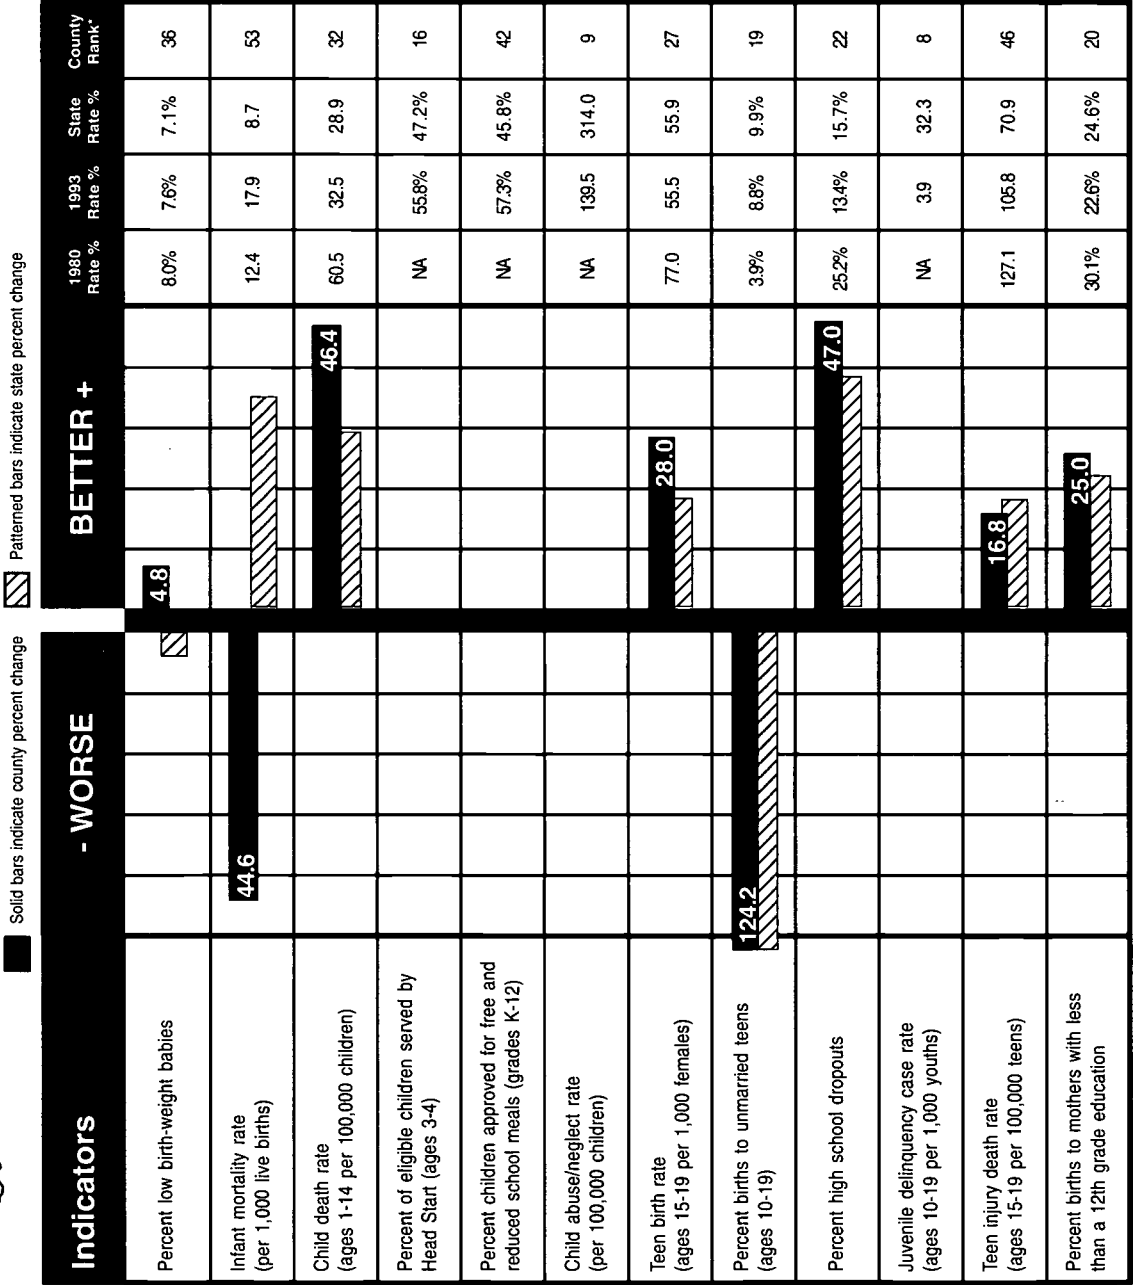 Solid bars indicate county percent change
Patterned bars indicate state percent change
Indicators
- WORSE
BETTER +
1980
Rate %
1993
Rate %
State
Rate %
County
Rank*
Percent low birth-weight babies
4.8
8.0%
7.6%
7.1%
36
Infant mortality rate
(per 1,000 live births)
44.6
12.4
17.9
8.7
53
Child death rate
(ages 1-14 per 100,000 children)
46.4
60.5
32.5
28.9
32
Percent of eligible children served by
Head Start (ages 3-4)
NA
55.8%
47.2%
16
Percent children approved for free and
reduced school meals (grades K-12)
NA
57.3%
45.8%
42
Child abuse/neglect rate
(per 100,000 children)
NA
139.5
314.0
9
Teen birth rate
(ages 15-19 per 1,000 females)
28.0
77.0
55.5
55.9
27
Percent births to unmarried teens
(ages 10-19)
124.2
3.9%
8.8%
9.9%
19
Percent high school dropouts
47.0
25.2%
13.4%
15.7%
22
Juvenile delinquency case rate
(ages 10-19 per 1,000 youths)
NA
3.9
32.3
8
Teen injury death rate
(ages 15-19 per 100,000 teens)
16.8
127.1
105.8
70.9
46
Percent births to mothers with less
than a 12th grade education
25.0
30.1%
22.6%
24.6%
20